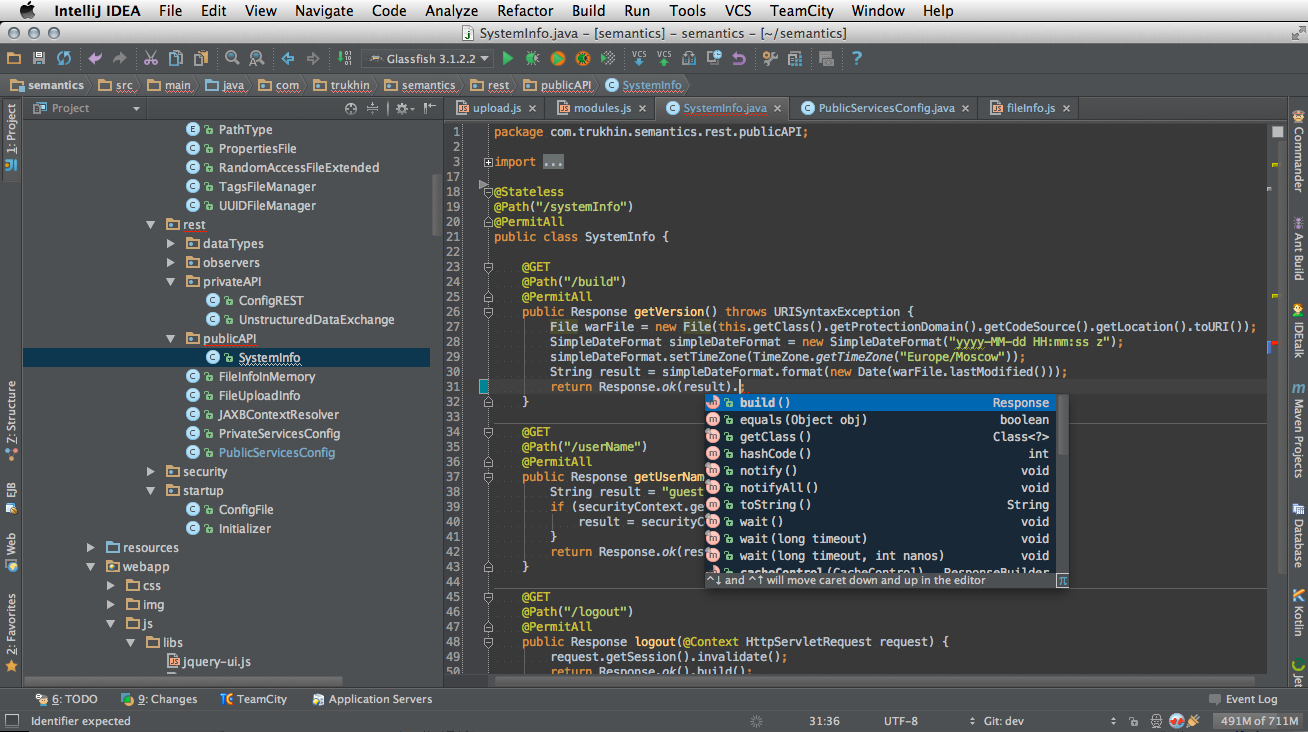 IntelliJ IDEA File Edit View Navigate Code Analyze Refactor Build Run Tools VCS TeamCity Window Help
SystemInfo.java – [semantics] – semantics – [~/semantics]
Glassfish 3.1.2.2
VCS VCS
semantics src main java com trukhin semantics rest publicAPI SystemInfo
Project
upload.js modules.js SystemInfo.java PublicServicesConfig.java fileInfo.js
1: Project
Z: Structure
EJB
Web
2: Favorites
PathType
PropertiesFile
RandomAccessFileExtended
TagsFileManager
UUIDFileManager
rest
dataTypes
observers
privateAPI
ConfigREST
UnstructuredDataExchange
publicAPI
SystemInfo
FileInfoInMemory
FileUploadInfo
JAXBContextResolver
PrivateServicesConfig
PublicServicesConfig
security
startup
ConfigFile
Initializer
resources
webapp
css
img
js
libs
jquery-ui.js
1 package com.trukhin.semantics.rest.publicAPI;
2
3 import ...
17
18 @Stateless
19 @Path("/systemInfo")
20 @PermitAll
21 public class SystemInfo {
22
23 @GET
24 @Path("/build")
25 @PermitAll
26 public Response getVersion() throws URISyntaxException {
27 File warFile = new File(this.getClass().getProtectionDomain().getCodeSource().getLocation().toURI());
28 SimpleDateFormat simpleDateFormat = new SimpleDateFormat("yyyy-MM-dd HH:mm:ss z");
29 simpleDateFormat.setTimeZone(TimeZone.getTimeZone("Europe/Moscow"));
30 String result = simpleDateFormat.format(new Date(warFile.lastModified()));
31 return Response.ok(result).;
32 }
33
34 @GET
35 @Path("/userName")
36 @PermitAll
37 public Response getUserNam
38 String result = "guest
39 if (securityContext.ge
40 result = securityC
41 }
42 return Response.ok(res
43 }
44
45 @GET
46 @Path("/logout")
47 @PermitAll
48 public Response logout(@Context HttpServletRequest request) {
49 request.getSession().invalidate();
50 return Response.ok().build();
build() Response
equals(Object obj) boolean
getClass() Class<?>
hashCode() int
notify() void
notifyAll() void
toString() String
wait() void
wait(long timeout) void
wait(long timeout, int nanos) void
cacheControl(CacheControl) ResponseBuilder
^↓ and ^↑ will move caret down and up in the editor π
Commander
Ant Build
IDEtalk
Maven Projects
Database
Kotlin
Jet
6: TODO 9: Changes TeamCity Application Servers Event Log
Identifier expected 31:36 UTF-8 Git: dev 491M of 711M